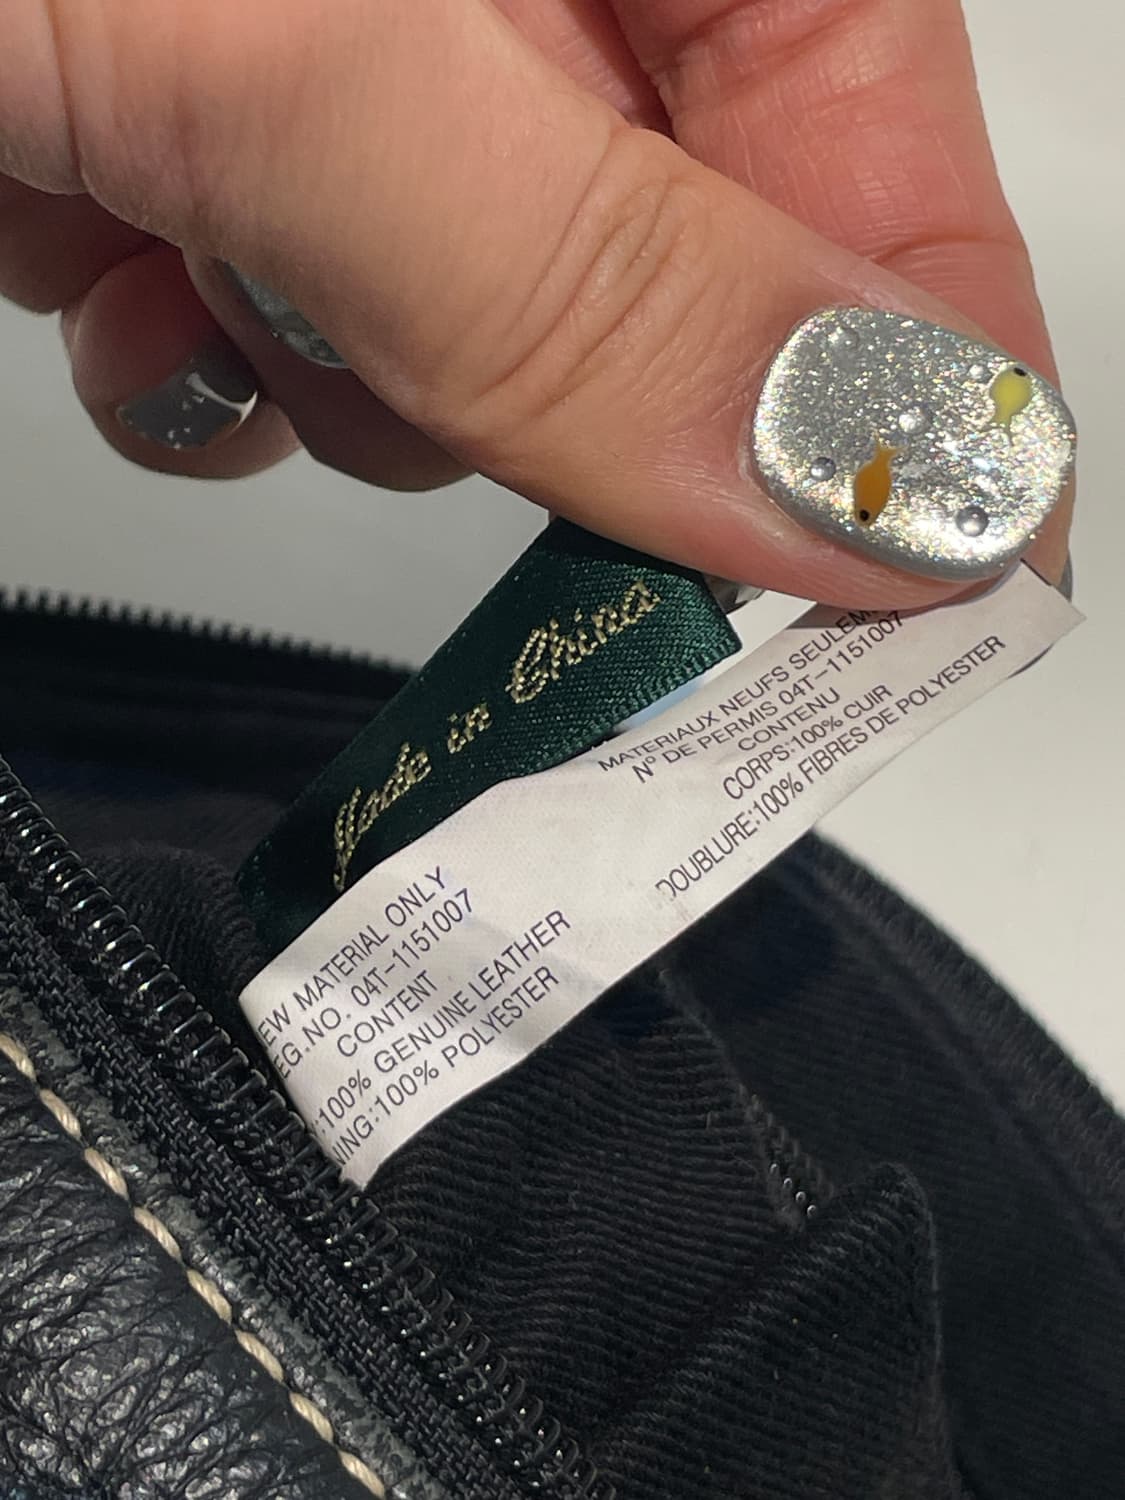 Made in China
MATERIAUX NEUFS SEULEM
Nº DE PERMIS 04T-1151007
CONTENU
CORPS:100% CUIR
DOUBLURE:100% FIBRES DE POLYESTER
EW MATERIAL ONLY
EG.NO. 04T-1151007
CONTENT
:100% GENUINE LEATHER
NING:100% POLYESTER